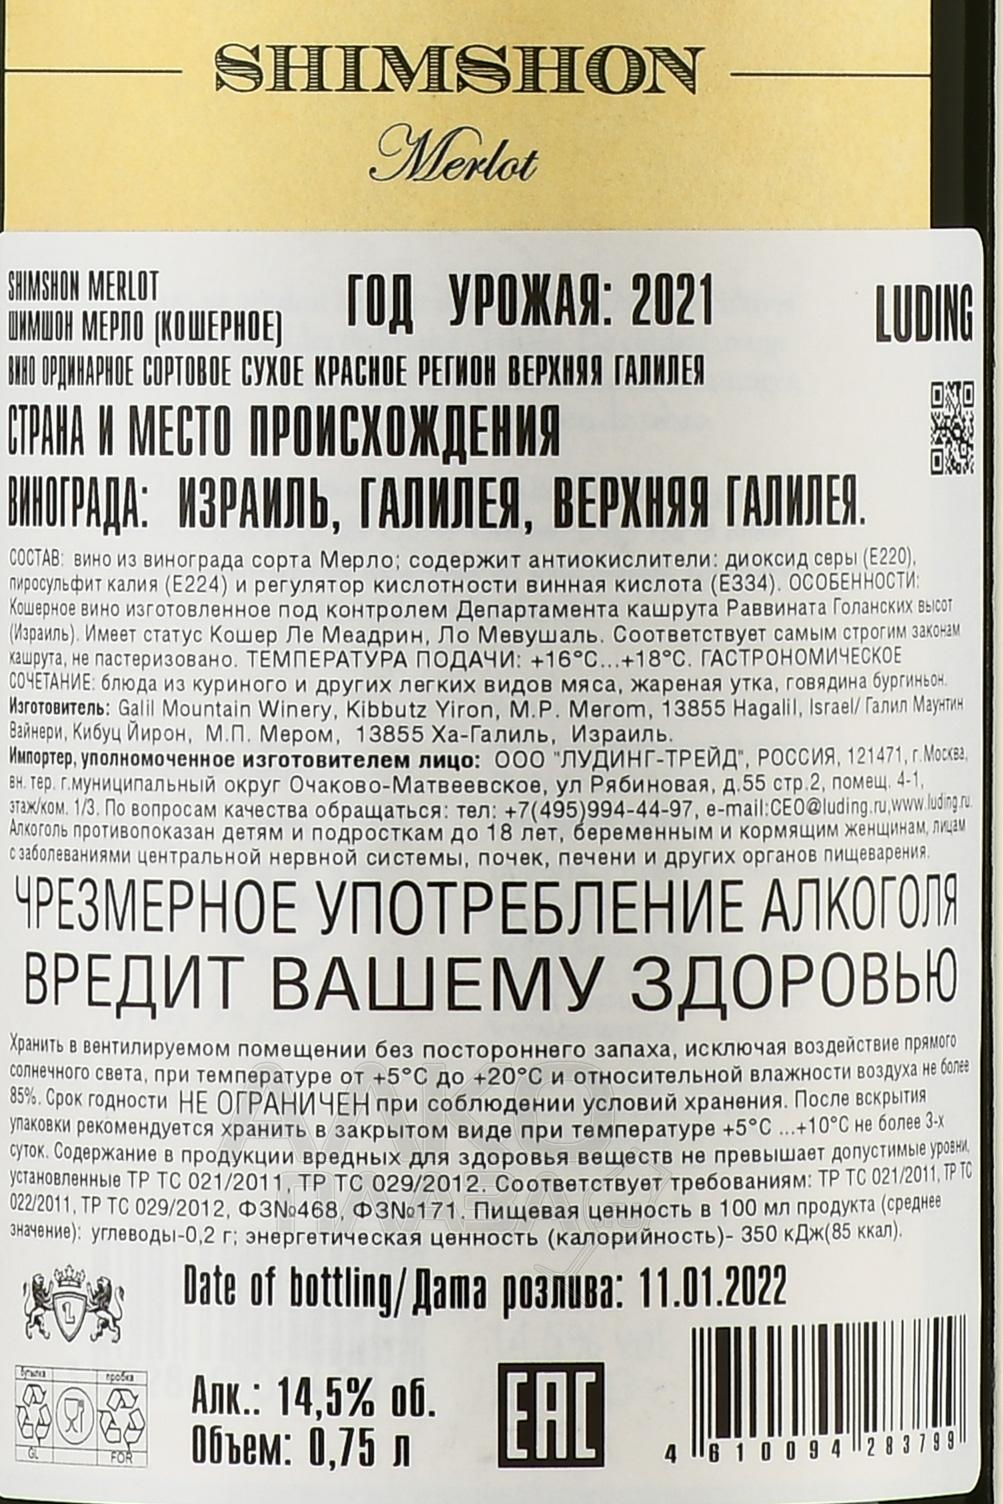 SHIMSHON
Merlot
SHIMSHON MERLOT
ШИМШОН МЕРЛО (КОШЕРНОЕ)
ГОД УРОЖАЯ: 2021
LUDING
ВИНО ОРДИНАРНОЕ СОРТОВОЕ СУХОЕ КРАСНОЕ РЕГИОН ВЕРХНЯЯ ГАЛИЛЕЯ
СТРАНА И МЕСТО ПРОИСХОЖДЕНИЯ
ВИНОГРАДА: ИЗРАИЛЬ, ГАЛИЛЕЯ, ВЕРХНЯЯ ГАЛИЛЕЯ.
СОСТАВ: вино из винограда сорта Мерло; содержит антиокислители: диоксид серы (Е220),
пиросульфит калия (Е224) и регулятор кислотности винная кислота (Е334). ОСОБЕННОСТИ:
Кошерное вино изготовленное под контролем Департамента кашрута Раввината Голанских высот
(Израиль). Имеет статус Кошер Ле Меадрин, Ло Мевушаль. Соответствует самым строгим законам
кашрута, не пастеризовано. ТЕМПЕРАТУРА ПОДАЧИ: +16°С...+18°С. ГАСТРОНОМИЧЕСКОЕ
СОЧЕТАНИЕ: блюда из куриного и других легких видов мяса, жареная утка, говядина бургиньон.
Изготовитель: Galil Mountain Winery, Kibbutz Yiron, M.P. Merom, 13855 Hagalil, Israel/ Галил Маунтин
Вайнери, Кибуц Йирон, М.П. Мером, 13855 Ха-Галиль, Израиль.
Импортер, уполномоченное изготовителем лицо: ООО "ЛУДИНГ-ТРЕЙД", РОССИЯ, 121471, г.Москва,
вн. тер. г.муниципальный округ Очаково-Матвеевское, ул Рябиновая, д.55 стр.2, помещ. 4-1,
этаж/ком. 1/3. По вопросам качества обращаться: тел: +7(495)994-44-97, e-mail:CEO@luding.ru,www.luding.ru.
Алкоголь противопоказан детям и подросткам до 18 лет, беременным и кормящим женщинам, лицам
с заболеваниями центральной нервной системы, почек, печени и других органов пищеварения.
ЧРЕЗМЕРНОЕ УПОТРЕБЛЕНИЕ АЛКОГОЛЯ
ВРЕДИТ ВАШЕМУ ЗДОРОВЬЮ
Хранить в вентилируемом помещении без постороннего запаха, исключая воздействие прямого
солнечного света, при температуре от +5°С до +20°С и относительной влажности воздуха не более
85%. Срок годности НЕ ОГРАНИЧЕН при соблюдении условий хранения. После вскрытия
упаковки рекомендуется хранить в закрытом виде при температуре +5°С ...+10°С не более 3-х
суток. Содержание в продукции вредных для здоровья веществ не превышает допустимые уровни,
установленные ТР ТС 021/2011, ТР ТС 029/2012. Соответствует требованиям: ТР ТС 021/2011, ТР ТС
022/2011, ТР ТС 029/2012, ФЗ№468, ФЗ№171. Пищевая ценность в 100 мл продукта (среднее
значение): углеводы-0,2 г; энергетическая ценность (калорийность)- 350 кДж(85 ккал).
Date of bottling/Дата розлива: 11.01.2022
L
бутылка
пробка
GL
FOR
Алк.: 14,5% об.
Объем: 0,75 л
EAC
4 610094 283799